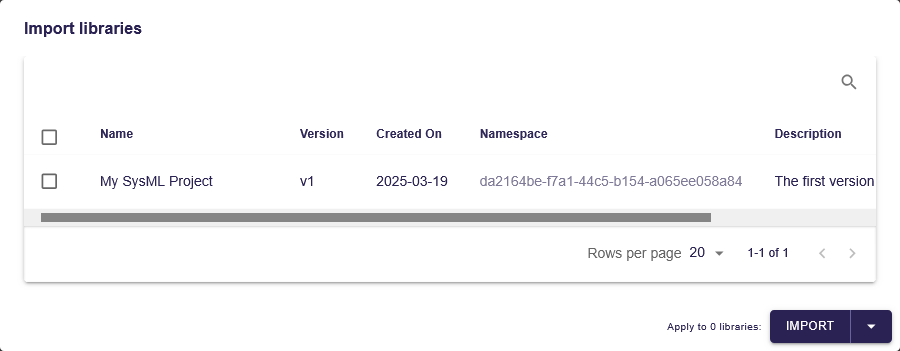 Import libraries
Name Version Created On Namespace Description
My SysML Project v1 2025-03-19 da2164be-f7a1-44c5-b154-a065ee058a84 The first version
Rows per page 20 1-1 of 1
Apply to 0 libraries: IMPORT